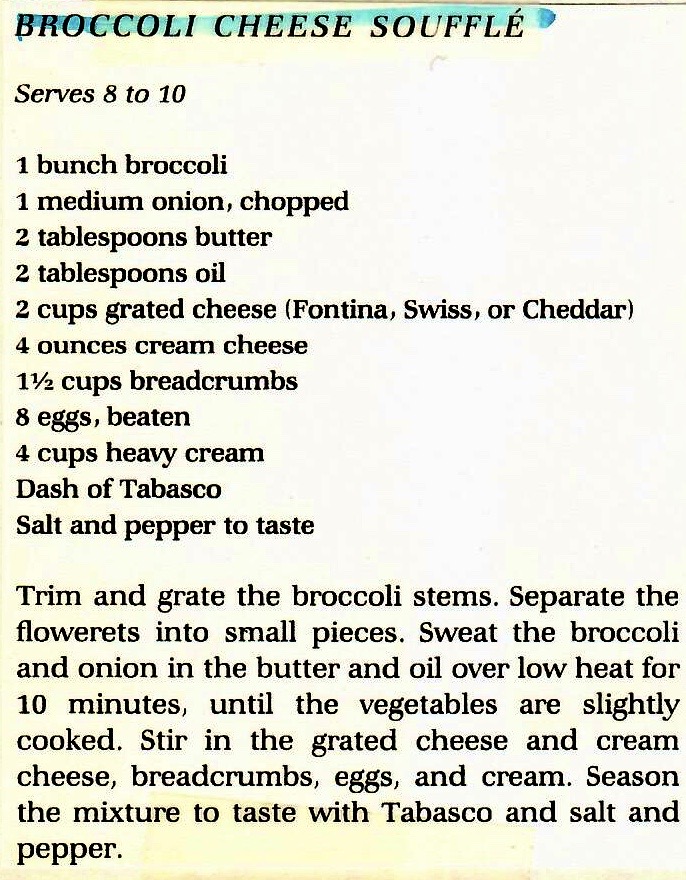 BROCCOLI CHEESE SOUFFLÉ
Serves 8 to 10
1 bunch broccoli
1 medium onion, chopped
2 tablespoons butter
2 tablespoons oil
2 cups grated cheese (Fontina, Swiss, or Cheddar)
4 ounces cream cheese
1½ cups breadcrumbs
8 eggs, beaten
4 cups heavy cream
Dash of Tabasco
Salt and pepper to taste
Trim and grate the broccoli stems. Separate the
flowerets into small pieces. Sweat the broccoli
and onion in the butter and oil over low heat for
10 minutes, until the vegetables are slightly
cooked. Stir in the grated cheese and cream
cheese, breadcrumbs, eggs, and cream. Season
the mixture to taste with Tabasco and salt and
pepper.